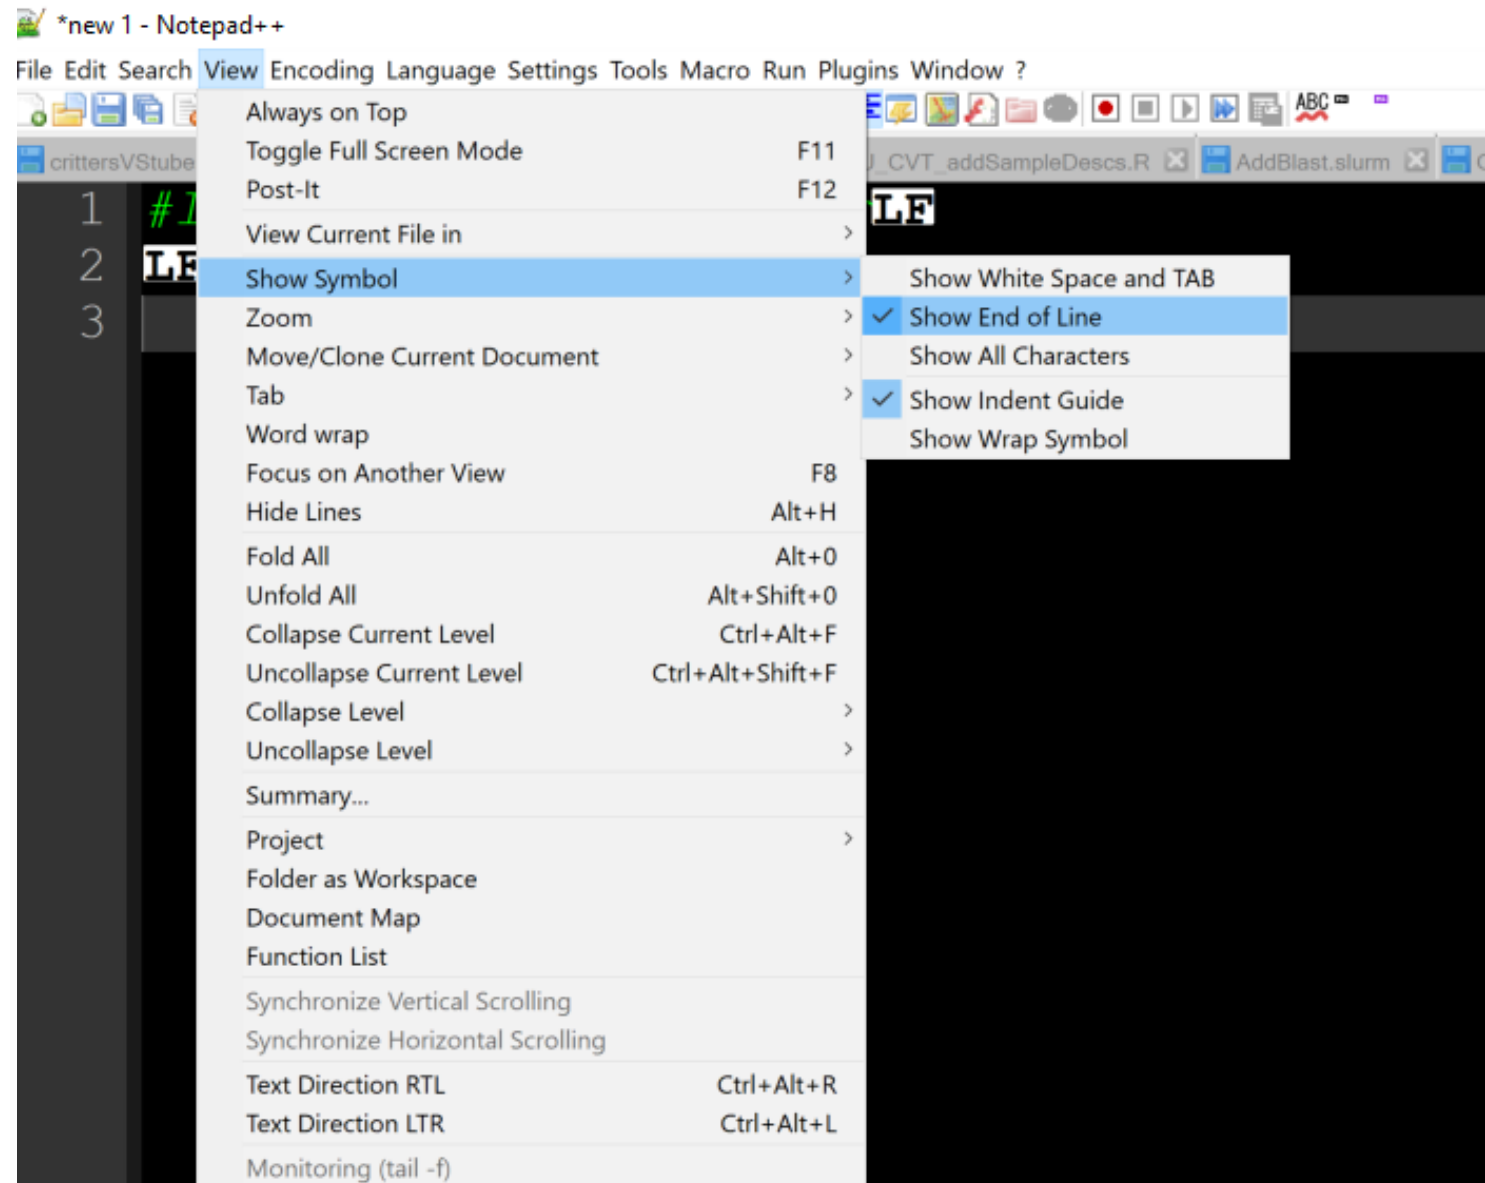 *new 1 - Notepad++
File Edit Search View Encoding Language Settings Tools Macro Run Plugins Window ?
ABC
crittersVStube
_CVT_addSampleDescs.R
AddBlast.slurm
1
LF
2 LF
3
Always on Top
Toggle Full Screen Mode F11
Post-It F12
View Current File in
Show Symbol
Zoom
Move/Clone Current Document
Tab
Word wrap
Focus on Another View F8
Hide Lines Alt+H
Fold All Alt+0
Unfold All Alt+Shift+0
Collapse Current Level Ctrl+Alt+F
Uncollapse Current Level Ctrl+Alt+Shift+F
Collapse Level
Uncollapse Level
Summary...
Project
Folder as Workspace
Document Map
Function List
Synchronize Vertical Scrolling
Synchronize Horizontal Scrolling
Text Direction RTL Ctrl+Alt+R
Text Direction LTR Ctrl+Alt+L
Monitoring (tail -f)
Show White Space and TAB
Show End of Line
Show All Characters
Show Indent Guide
Show Wrap Symbol